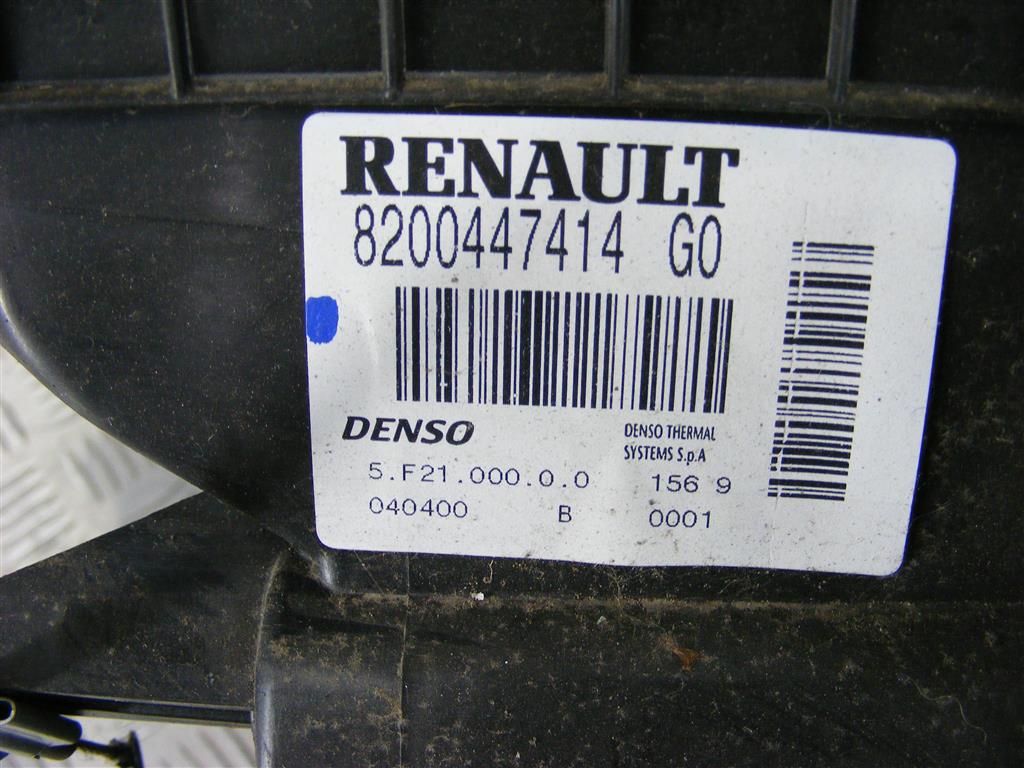 RENAULT
8200447414 G0
DENSO
DENSO THERMAL
SYSTEMS S.p.A
5.F21.000.0.0 156 9
040400 B 0001